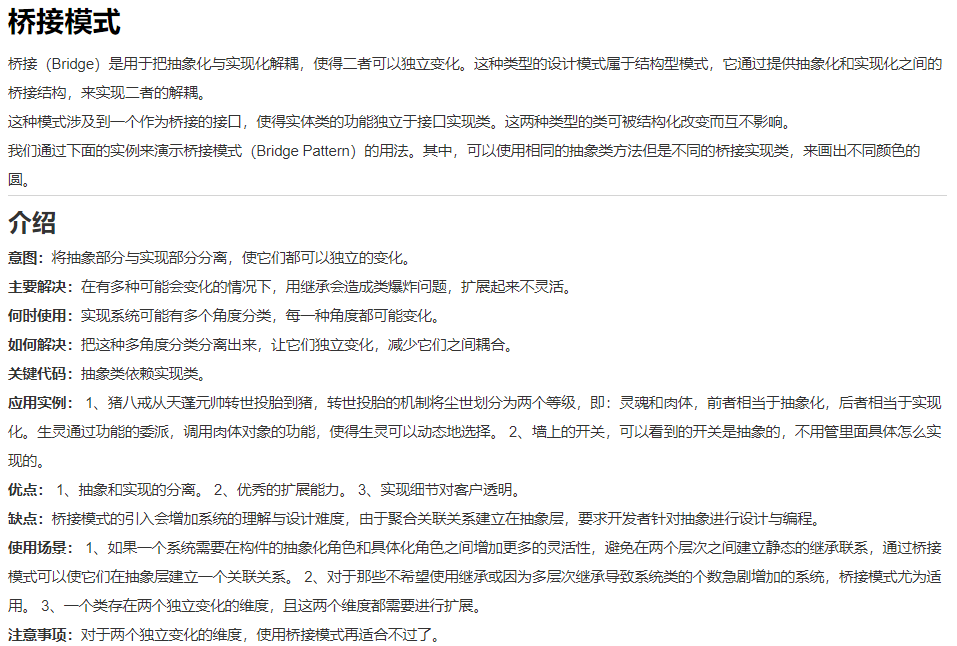 桥接模式
桥接（Bridge）是用于把抽象化与实现化解耦，使得二者可以独立变化。这种类型的设计模式属于结构型模式，它通过提供抽象化和实现化之间的
桥接结构，来实现二者的解耦。
这种模式涉及到一个作为桥接的接口，使得实体类的功能独立于接口实现类。这两种类型的类可被结构化改变而互不影响。
我们通过下面的实例来演示桥接模式（Bridge Pattern）的用法。其中，可以使用相同的抽象类方法但是不同的桥接实现类，来画出不同颜色的
圆。
介绍
意图：将抽象部分与实现部分分离，使它们都可以独立的变化。
主要解决：在有多种可能会变化的情况下，用继承会造成类爆炸问题，扩展起来不灵活。
何时使用：实现系统可能有多个角度分类，每一种角度都可能变化。
如何解决：把这种多角度分类分离出来，让它们独立变化，减少它们之间耦合。
关键代码：抽象类依赖实现类。
应用实例： 1、猪八戒从天蓬元帅转世投胎到猪，转世投胎的机制将尘世划分为两个等级，即：灵魂和肉体，前者相当于抽象化，后者相当于实现
化。生灵通过功能的委派，调用肉体对象的功能，使得生灵可以动态地选择。 2、墙上的开关，可以看到的开关是抽象的，不用管里面具体怎么实
现的。
优点： 1、抽象和实现的分离。 2、优秀的扩展能力。 3、实现细节对客户透明。
缺点：桥接模式的引入会增加系统的理解与设计难度，由于聚合关联关系建立在抽象层，要求开发者针对抽象进行设计与编程。
使用场景： 1、如果一个系统需要在构件的抽象化角色和具体化角色之间增加更多的灵活性，避免在两个层次之间建立静态的继承联系，通过桥接
模式可以使它们在抽象层建立一个关联关系。 2、对于那些不希望使用继承或因为多层次继承导致系统类的个数急剧增加的系统，桥接模式尤为适
用。 3、一个类存在两个独立变化的维度，且这两个维度都需要进行扩展。
注意事项：对于两个独立变化的维度，使用桥接模式再适合不过了。